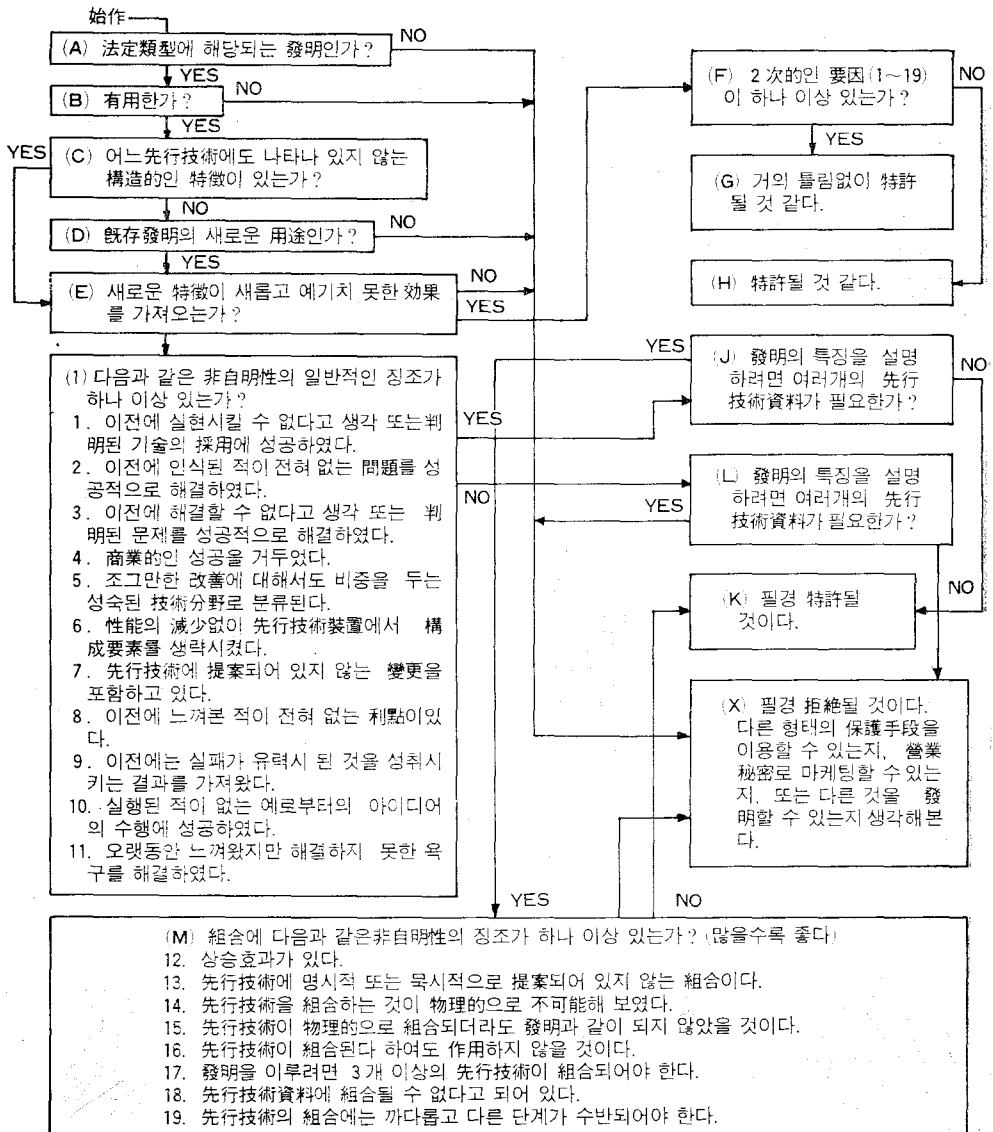 始作
(A) 法定類型에 해당되는 發明인가?
NO
YES
(B) 有用한가?
NO
YES
YES
(C) 어느先行技術에도 나타나 있지 않는
構造的인 特徵이 있는가?
NO
(D) 旣存發明의 새로운 用途인가?
NO
YES
(E) 새로운 特徵이 새롭고 예기치 못한 効果
를 가져오는가?
NO
YES
(1) 다음과 같은 非自明性의 일반적인 징조가
하나 이상 있는가?
1. 이전에 실현시킬 수 없다고 생각 또는判
明된 기술의 採用에 성공하였다.
2. 이전에 인식된 적이 전혀 없는 問題를 성
공적으로 해결하였다.
3. 이전에 해결할 수 없다고 생각 또는 判
明된 문제를 성공적으로 해결하였다.
4. 商業的인 성공을 거두었다.
5. 조그만한 改善에 대해서도 비중을 두는
성숙된 技術分野로 분류된다.
6. 性能의 減少없이 先行技術裝置에서 構
成要素를 생략시켰다.
7. 先行技術에 提案되어 있지 않는 變更을
포함하고 있다.
8. 이전에 느껴본 적이 전혀 없는 利點이있
다.
9. 이전에는 실패가 유력시 된 것을 성취시
키는 결과를 가져왔다.
10. 실행된 적이 없는 예로부터의 아이디어
의 수행에 성공하였다.
11. 오랫동안 느껴왔지만 해결하지 못한 욕
구를 해결하였다.
YES
NO
(F) 2次的인 要因(1~19)
이 하나 이상 있는가?
NO
YES
(G) 거의 틀림없이 特許
될 것 같다.
(H) 特許될 것 같다.
YES
(J) 發明의 특징을 설명
하려면 여러개의 先行
技術資料가 필요한가?
NO
(L) 發明의 특징을 설명
하려면 여러개의 先行
技術資料가 필요한가?
YES
NO
(K) 필경 特許될
것이다.
(X) 필경 拒絶될 것이다.
다른 형태의 保護手段을
이용할 수 있는지, 營業
秘密로 마케팅할 수있는
지, 또는 다른 것을 發
明할 수 있는지 생각해본
다.
YES
NO
(M) 組合에 다음과 같은非自明性의 징조가 하나 이상 있는가? (많을수록 좋다)
12. 상승효과가 있다.
13. 先行技術에 명시적 또는 묵시적으로 提案되어 있지 않는 組合이다.
14. 先行技術을 組合하는 것이 物理的으로 不可能해 보였다.
15. 先行技術이 物理的으로 組合되더라도 發明과 같이 되지 않았을 것이다.
16. 先行技術이 組合된다 하여도 作用하지 않을 것이다.
17. 發明을 이루려면 3개 이상의 先行技術이 組合되어야 한다.
18. 先行技術資料에 組合될 수 없다고 되어 있다.
19. 先行技術의 組合에는 까다롭고 다른 단계가 수반되어야 한다.